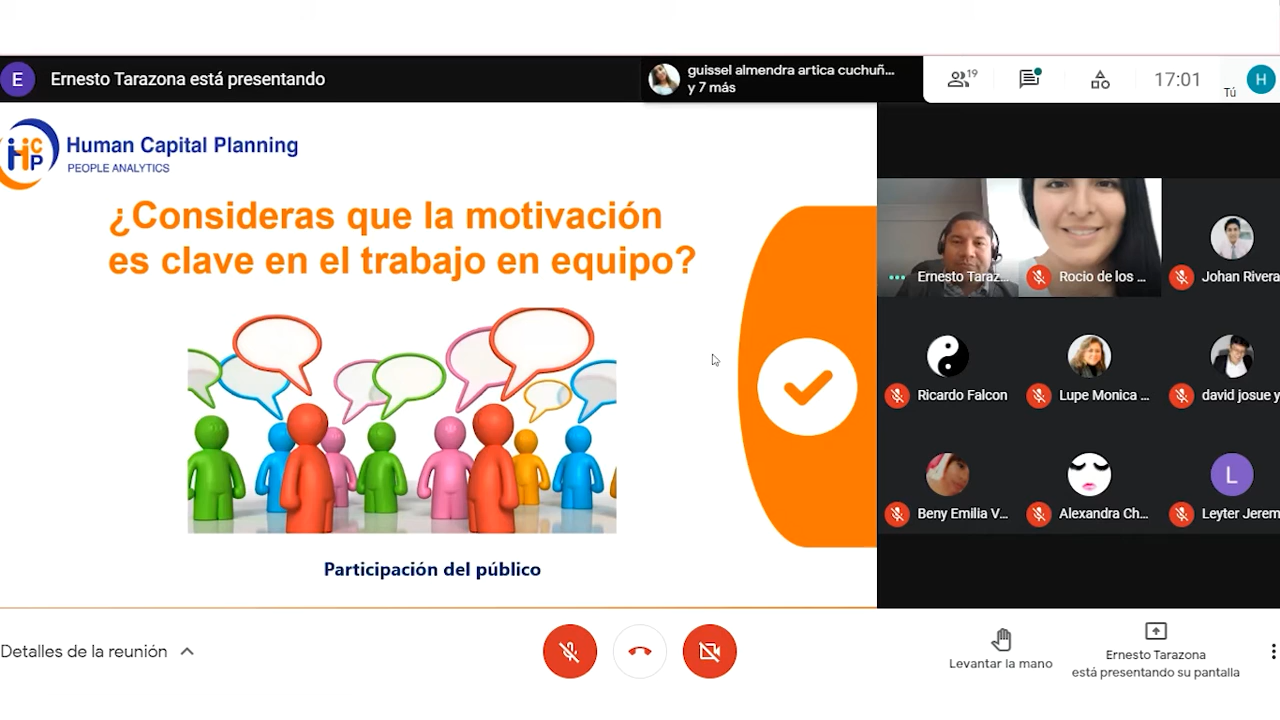 E
Ernesto Tarazona está presentando
guissel almendra artica cuchuñ...
y 7 más
19
17:01
Tú
H
HCP
Human Capital Planning
PEOPLE ANALYTICS
¿Consideras que la motivación
es clave en el trabajo en equipo?
Participación del público
Ernesto Taraz...
Rocio de los ...
Johan Rivera
Ricardo Falcon
Lupe Monica ...
david josue y
L
Beny Emilia V...
Alexandra Ch...
Leyter Jerem
Detalles de la reunión
Levantar la mano
Ernesto Tarazona
está presentando su pantalla